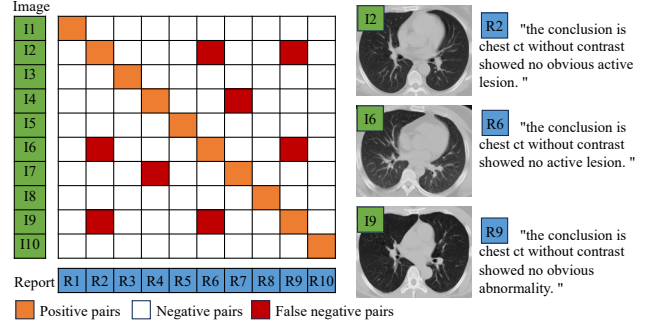 Image
I1
I2
I3
I4
I5
I6
I7
I8
I9
I10
Report R1 R2 R3 R4 R5 R6 R7 R8 R9 R10
Positive pairs Negative pairs False negative pairs
I2
R2 "the conclusion is
chest ct without contrast
showed no obvious active
lesion. "
I6
R6 "the conclusion is
chest ct without contrast
showed no active lesion. "
I9
R9 "the conclusion is
chest ct without contrast
showed no obvious
abnormality. "